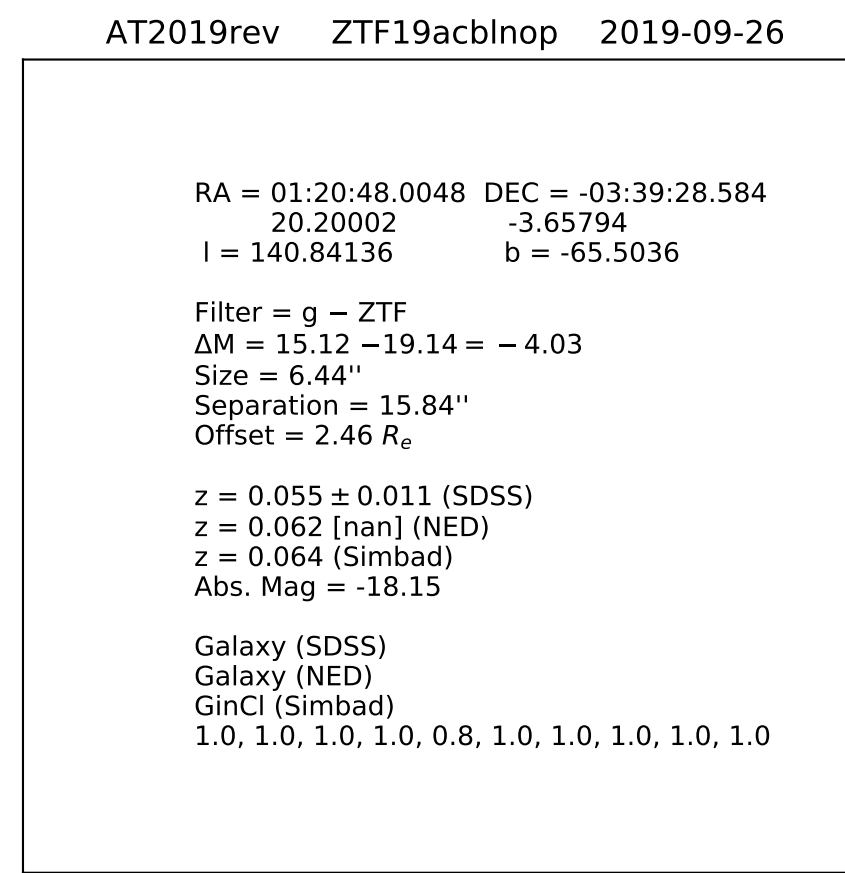 AT2019rev ZTF19acblnop 2019-09-26
RA = 01:20:48.0048 DEC = -03:39:28.584
20.20002 -3.65794
l = 140.84136 b = -65.5036
Filter = g − ZTF
ΔM = 15.12 −19.14 = − 4.03
Size = 6.44''
Separation = 15.84''
Offset = 2.46 Re
z = 0.055 ± 0.011 (SDSS)
z = 0.062 [nan] (NED)
z = 0.064 (Simbad)
Abs. Mag = -18.15
Galaxy (SDSS)
Galaxy (NED)
GinCl (Simbad)
1.0, 1.0, 1.0, 1.0, 0.8, 1.0, 1.0, 1.0, 1.0, 1.0